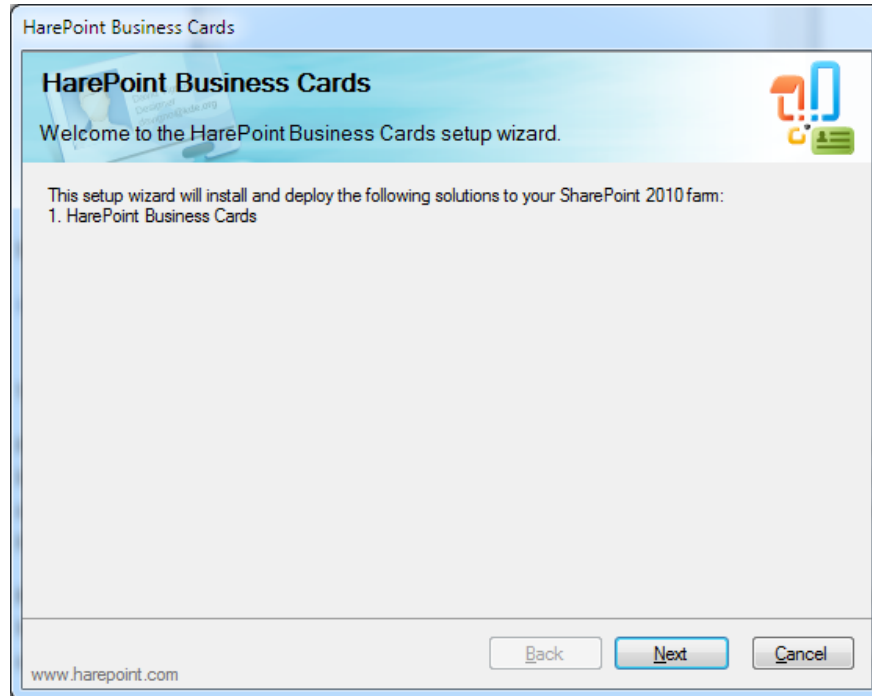 HarePoint Business Cards
HarePoint Business Cards
Welcome to the HarePoint Business Cards setup wizard.
This setup wizard will install and deploy the following solutions to your SharePoint 2010 farm:
1. HarePoint Business Cards
Back
Next
Cancel
www.harepoint.com